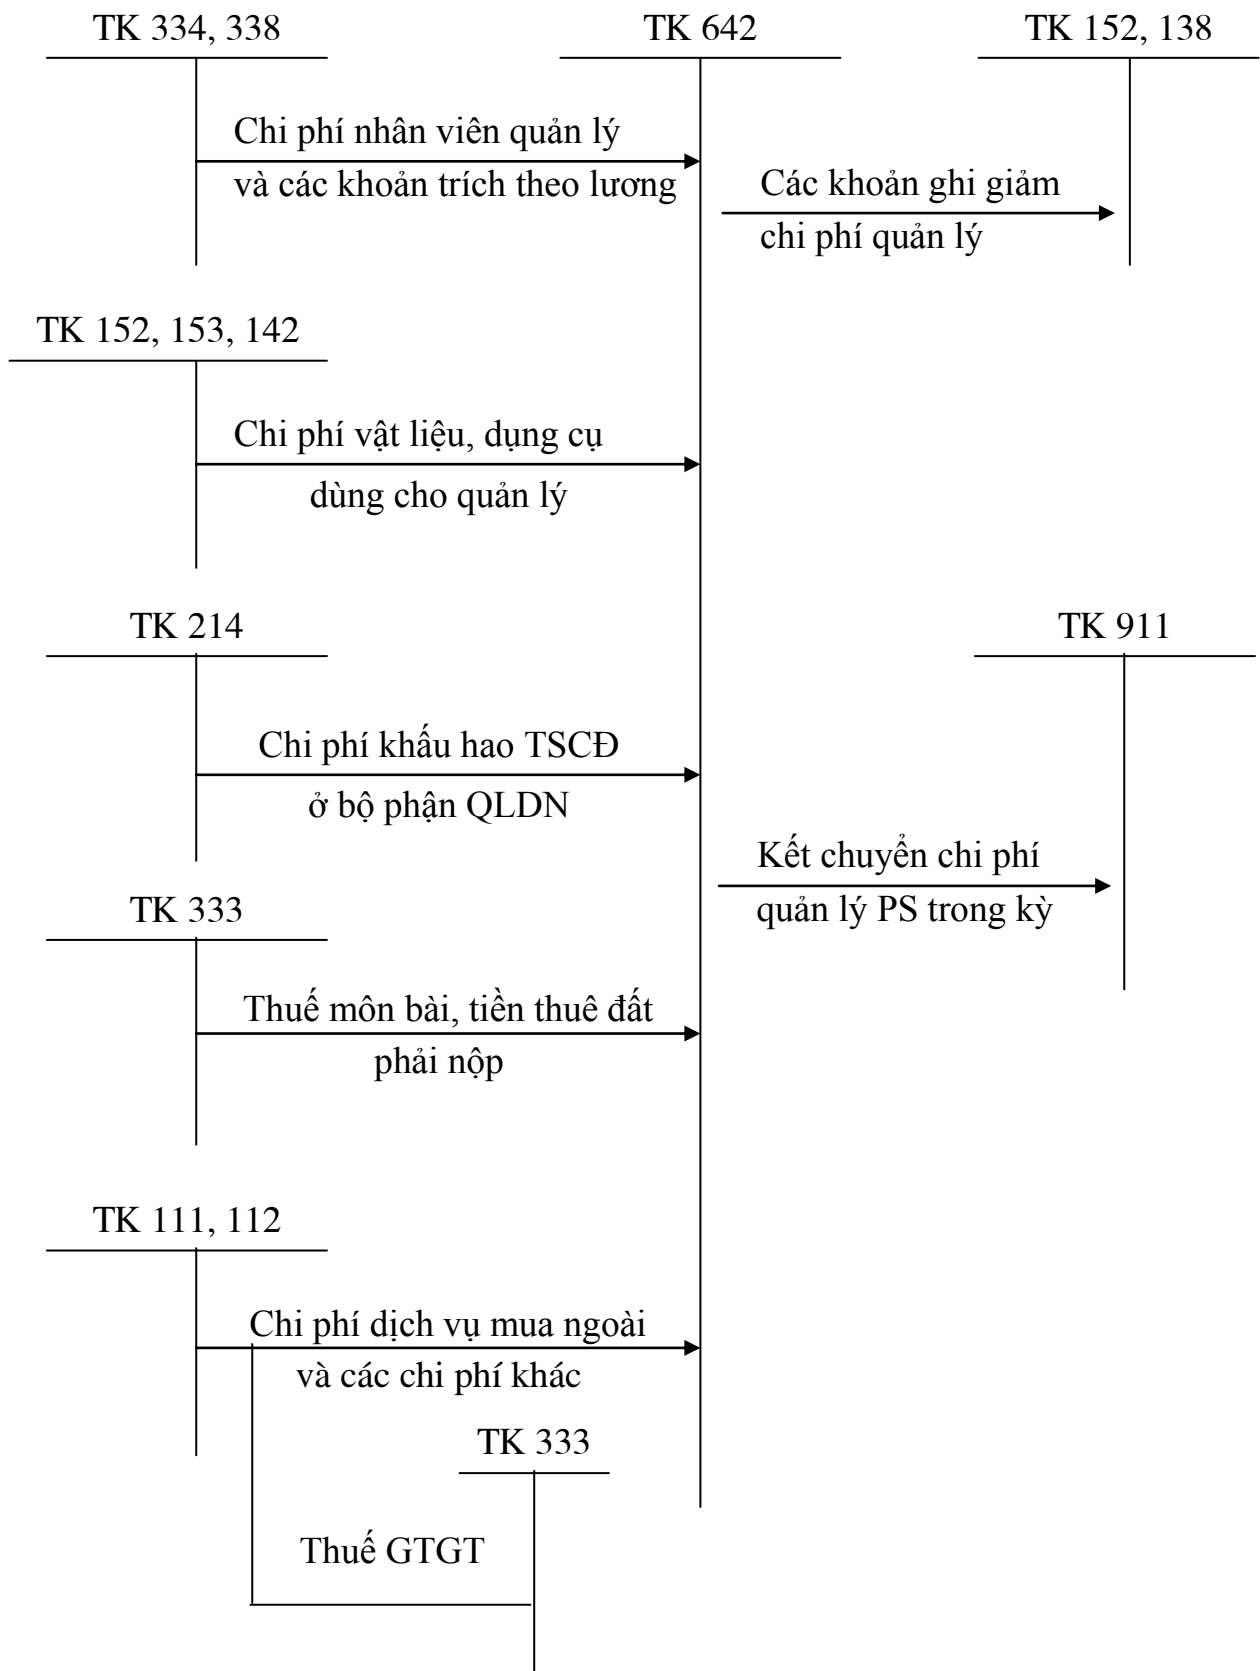 TK 334, 338
TK 642
TK 152, 138
Chi phí nhân viên quản lý
và các khoản trích theo lương
Các khoản ghi giảm
chi phí quản lý
TK 152, 153, 142
Chi phí vật liệu, dụng cụ
dùng cho quản lý
TK 214
TK 911
Chi phí khấu hao TSCĐ
ở bộ phận QLDN
Kết chuyển chi phí
quản lý PS trong kỳ
TK 333
Thuế môn bài, tiền thuê đất
phải nộp
TK 111, 112
Chi phí dịch vụ mua ngoài
và các chi phí khác
TK 333
Thuế GTGT